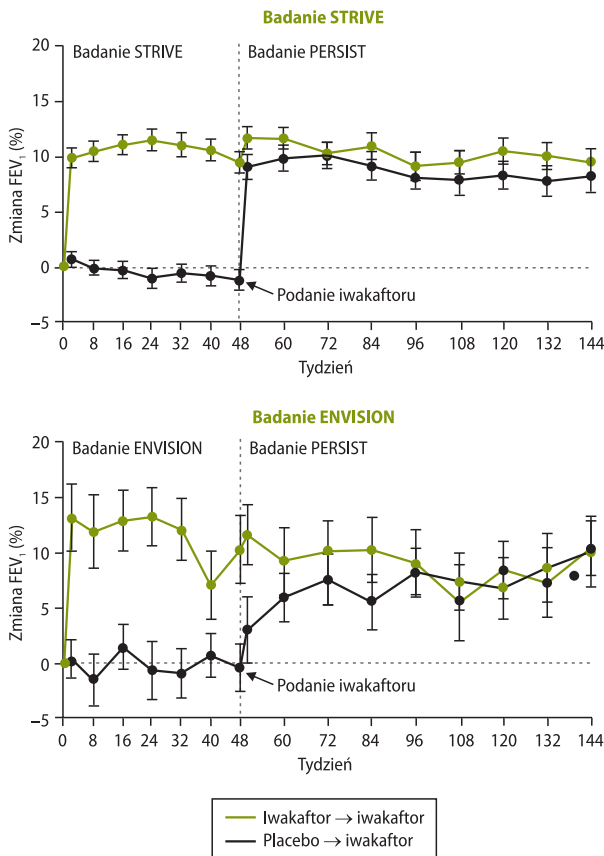 Badanie STRIVE
Badanie STRIVE
Badanie PERSIST
Zmiana FEV₁ (%)
20
15
10
5
0
–5
Podanie iwakaftoru
0 8 16 24 32 40 48 60 72 84 96 108 120 132 144
Tydzień
Badanie ENVISION
Badanie ENVISION
Badanie PERSIST
Zmiana FEV₁ (%)
20
15
10
5
0
–5
Podanie iwakaftoru
0 8 16 24 32 40 48 60 72 84 96 108 120 132 144
Tydzień
Iwakaftor → iwakaftor
Placebo → iwakaftor